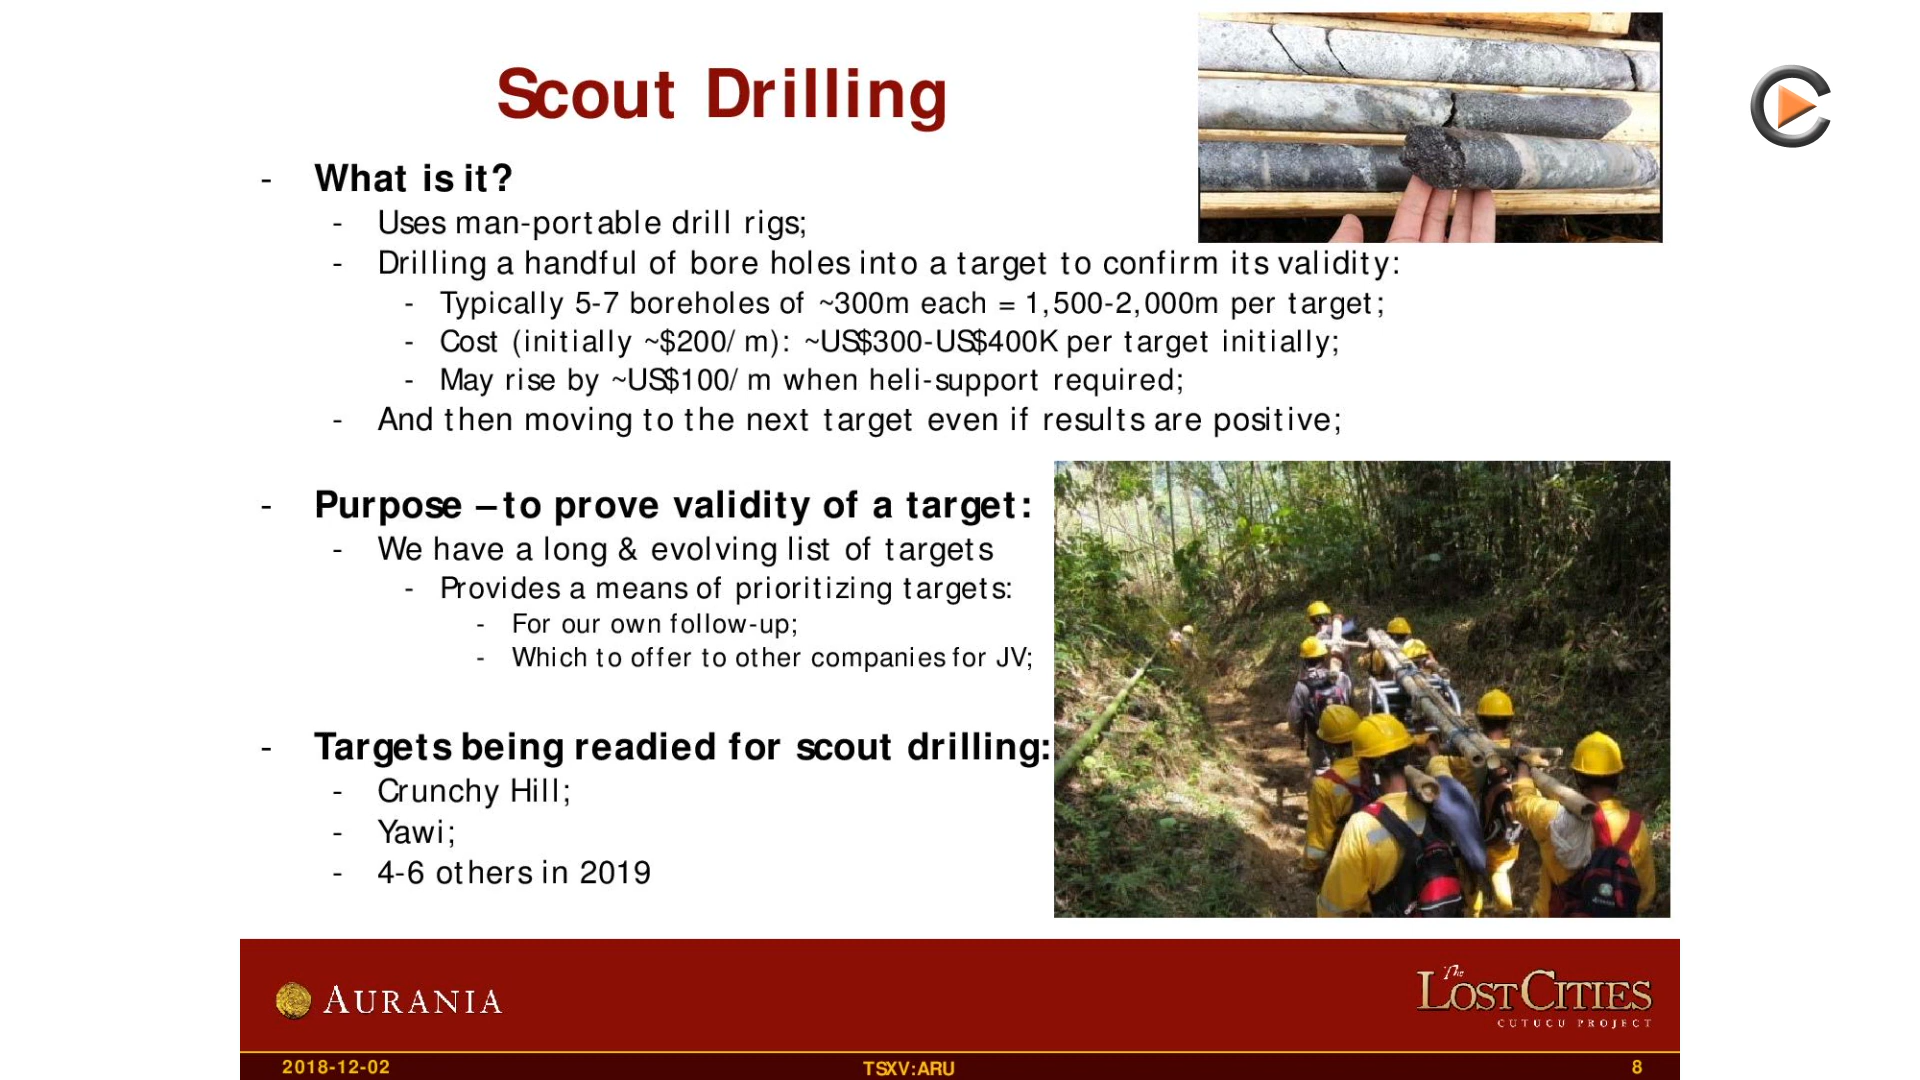 Scout Drilling
- What is it?
- Uses man-portable drill rigs;
- Drilling a handful of bore holes into a target to confirm its validity:
- Typically 5-7 boreholes of ~300m each = 1,500-2,000m per target;
- Cost (initially ~$200/m): ~US$300-US$400K per target initially;
- May rise by ~US$100/m when heli-support required;
- And then moving to the next target even if results are positive;
- Purpose – to prove validity of a target:
- We have a long & evolving list of targets
- Provides a means of prioritizing targets:
- For our own follow-up;
- Which to offer to other companies for JV;
- Targets being readied for scout drilling:
- Crunchy Hill;
- Yawi;
- 4-6 others in 2019
AURANIA
The
LOST CITIES
CUTUCU PROJECT
2018-12-02
TSXV:ARU
8